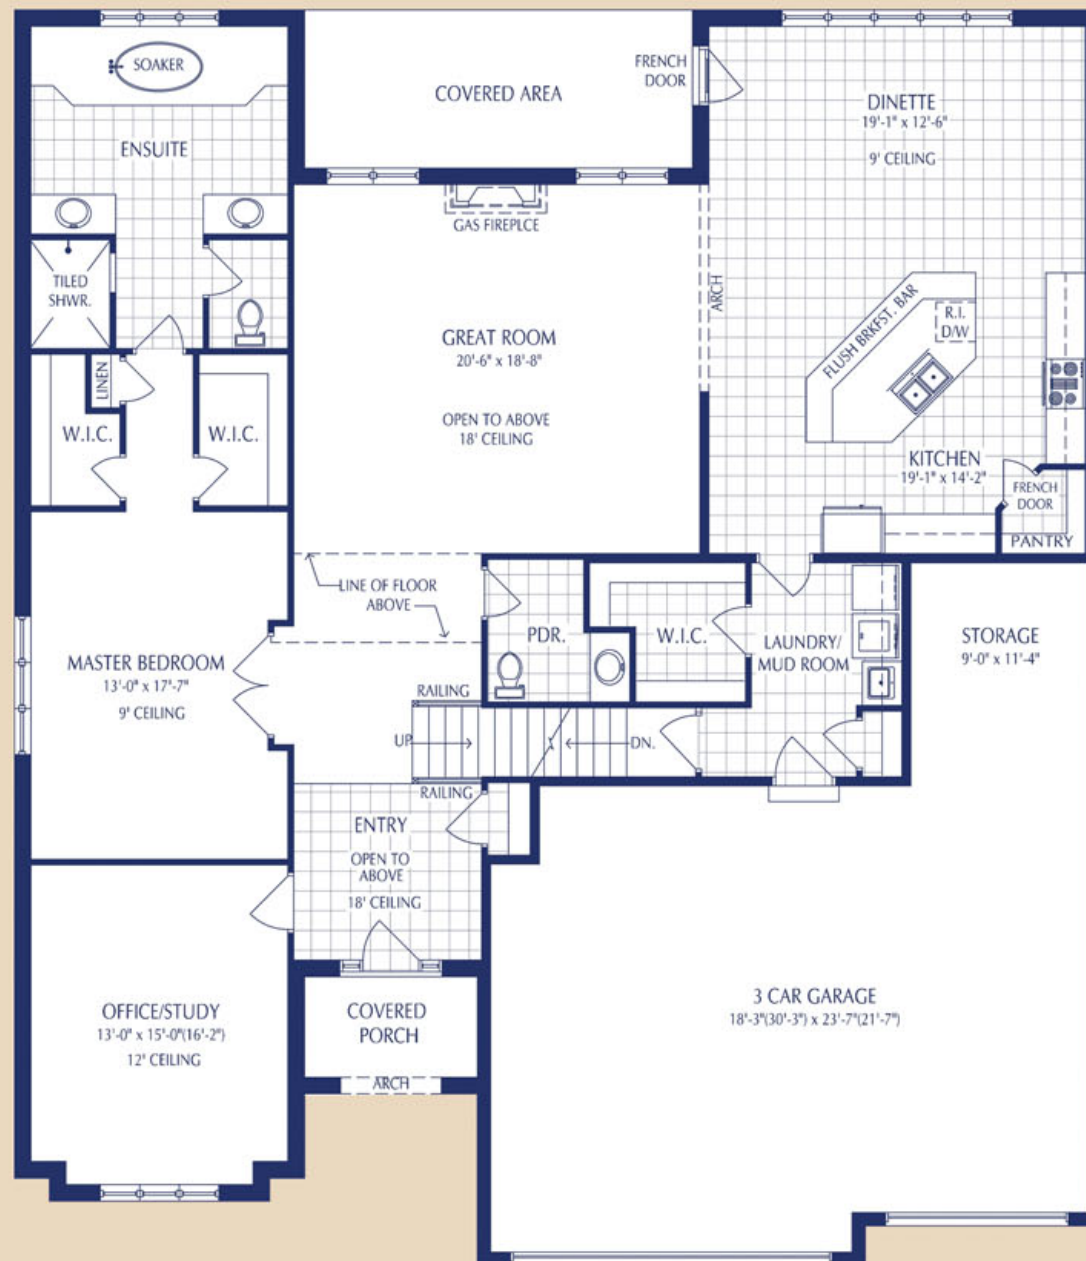 SOAKER
ENSUITE
TILED
SHWR.
COVERED AREA
FRENCH
DOOR
DINETTE
19'-1" x 12'-6"
9' CEILING
GAS FIREPLCE
ARCH
GREAT ROOM
20'-6" x 18'-8"
OPEN TO ABOVE
18' CEILING
FLUSH BRKFST. BAR
R.I.
D/W
KITCHEN
19'-1" x 14'-2"
FRENCH
DOOR
PANTRY
LINEN
W.I.C.
W.I.C.
LINE OF FLOOR
ABOVE
PDR.
W.I.C.
LAUNDRY/
MUD ROOM
STORAGE
9'-0" x 11'-4"
MASTER BEDROOM
13'-0" x 17'-7"
9' CEILING
RAILING
UP
DN.
RAILING
ENTRY
OPEN TO
ABOVE
18' CEILING
OFFICE/STUDY
13'-0" x 15'-0"(16'-2")
12' CEILING
COVERED
PORCH
ARCH
3 CAR GARAGE
18'-3"(30'-3") x 23'-7"(21'-7")